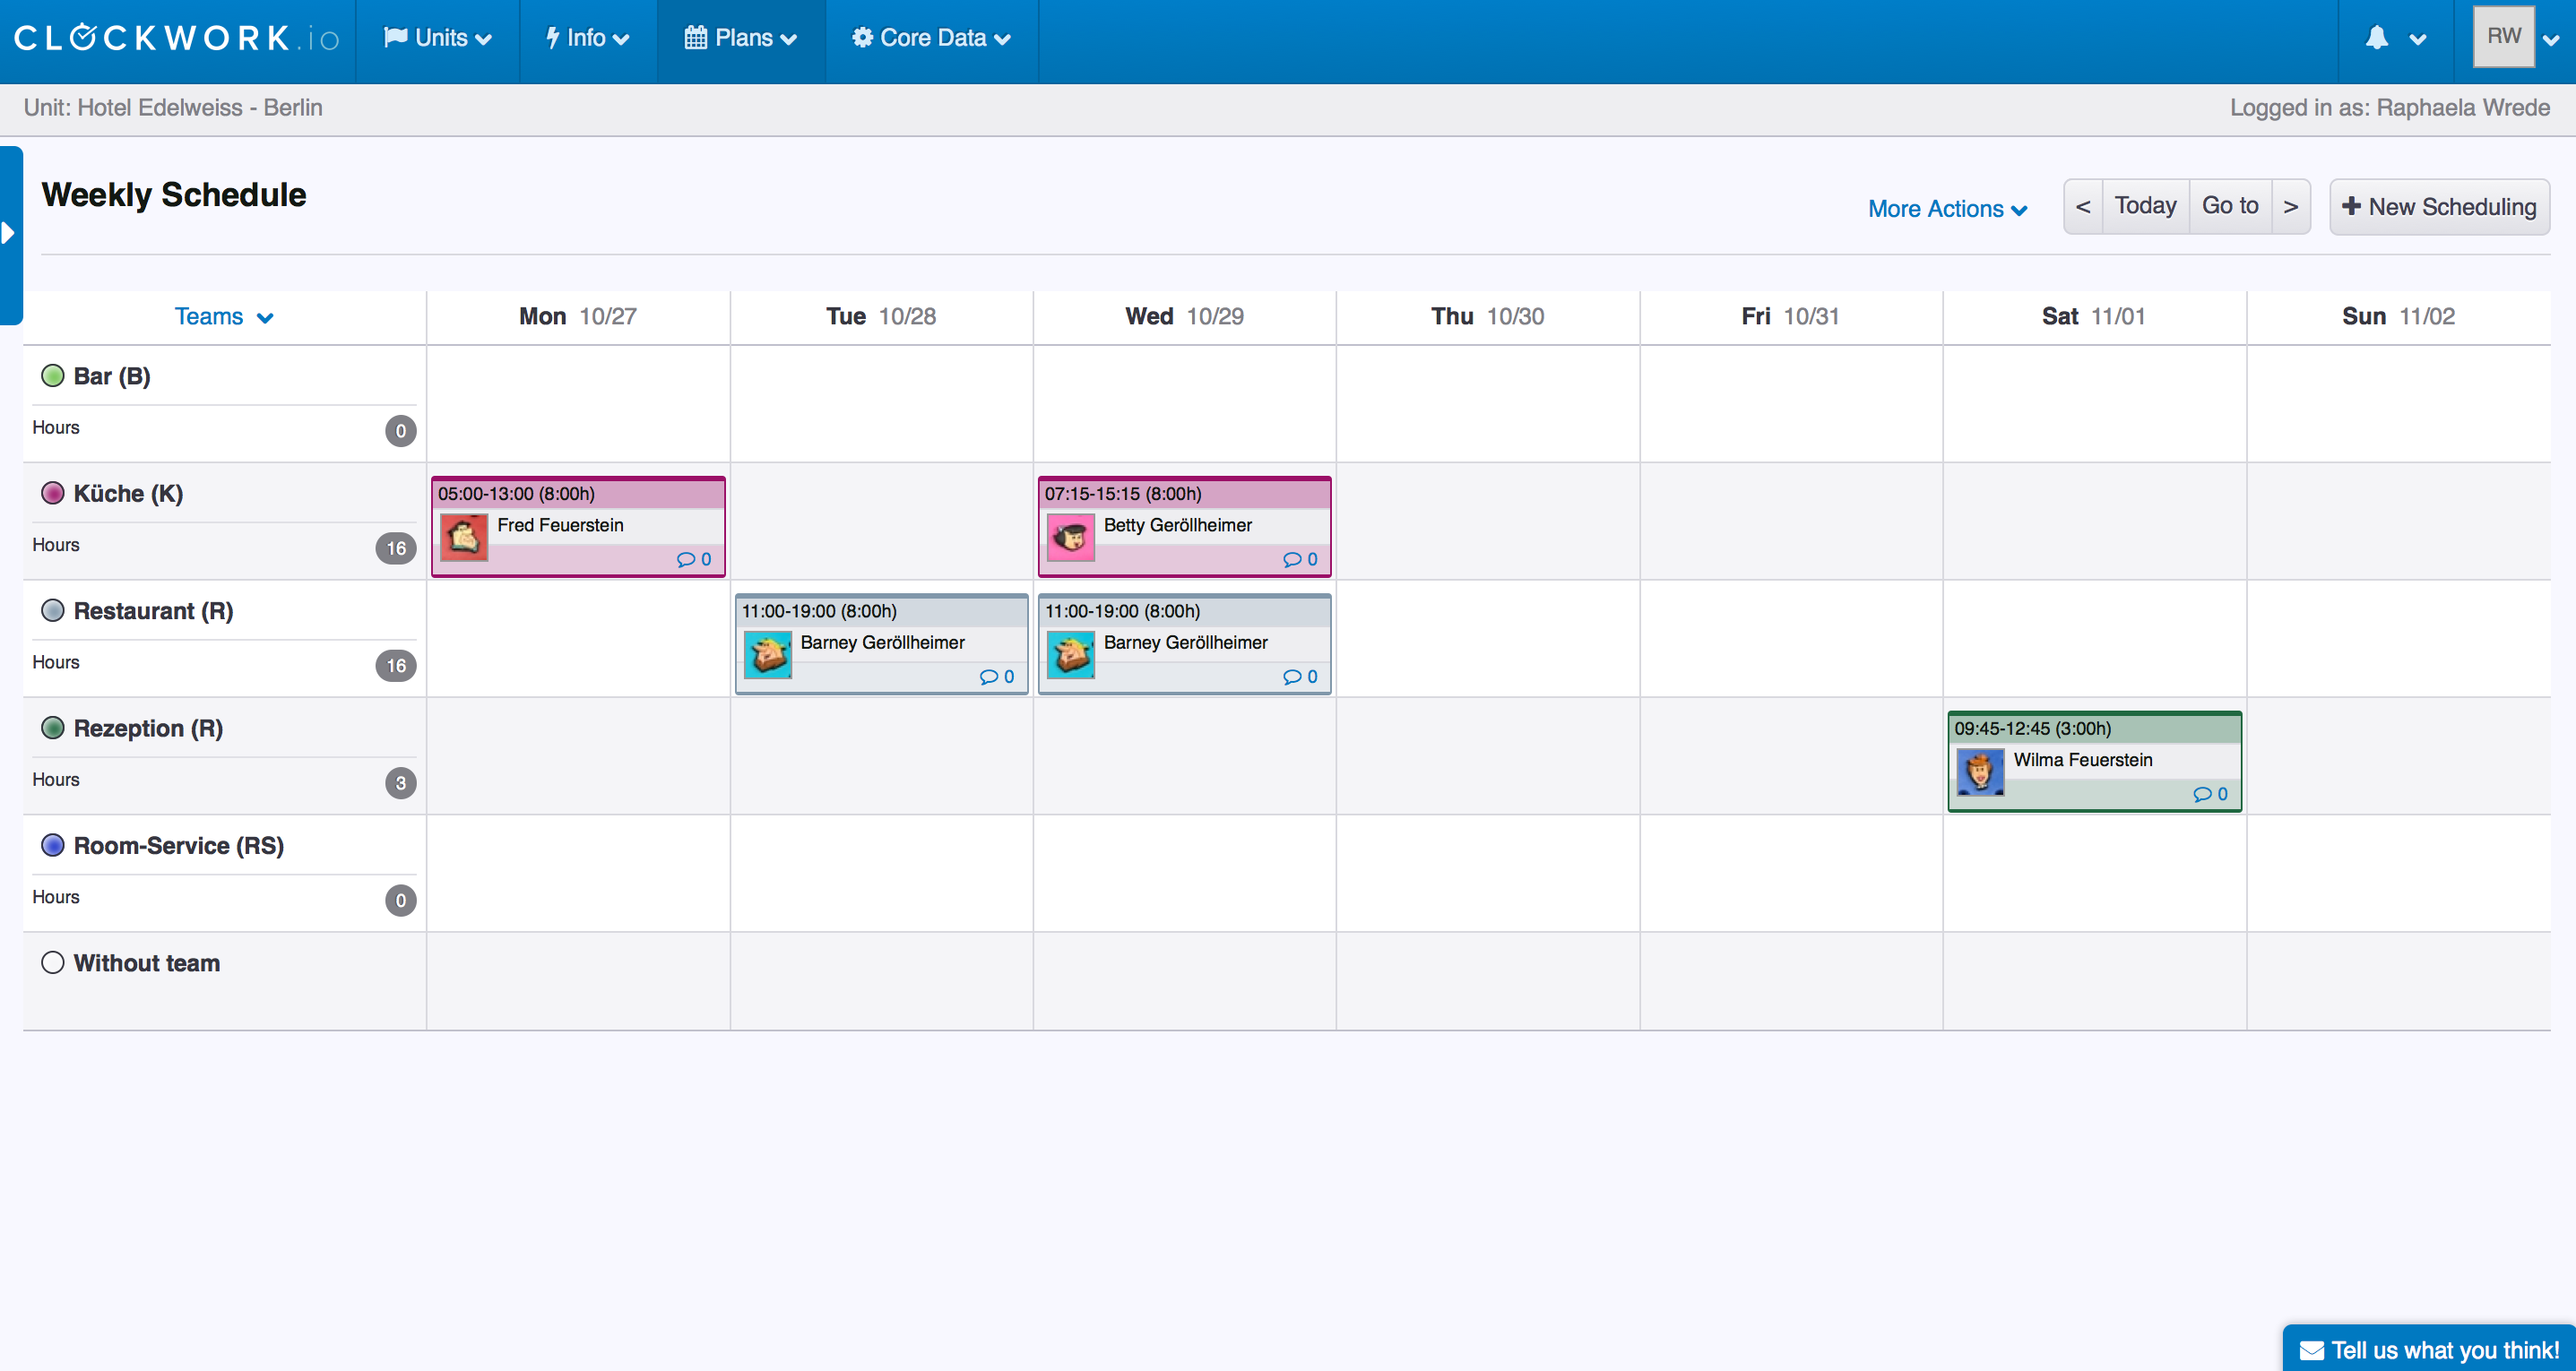 CLOCKWORK.io Units Info Plans Core Data RW
Unit: Hotel Edelweiss - Berlin Logged in as: Raphaela Wrede
Weekly Schedule
More Actions < Today Go to > + New Scheduling
Teams Mon 10/27 Tue 10/28 Wed 10/29 Thu 10/30 Fri 10/31 Sat 11/01 Sun 11/02
Bar (B)
Hours 0
Küche (K)
Hours 16
05:00-13:00 (8:00h)
Fred Feuerstein
0
07:15-15:15 (8:00h)
Betty Geröllheimer
0
Restaurant (R)
Hours 16
11:00-19:00 (8:00h)
Barney Geröllheimer
0
11:00-19:00 (8:00h)
Barney Geröllheimer
0
Rezeption (R)
Hours 3
09:45-12:45 (3:00h)
Wilma Feuerstein
0
Room-Service (RS)
Hours 0
Without team
Tell us what you think!